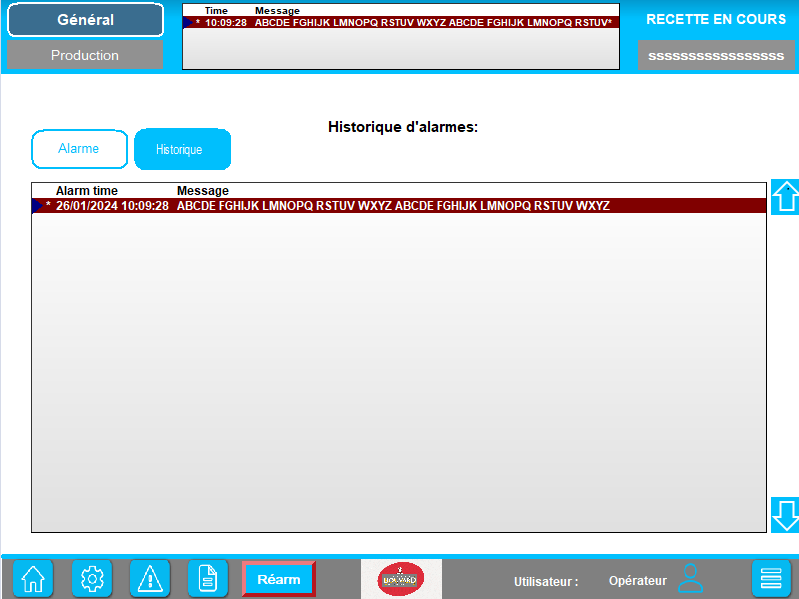 Général
Production
Time Message
* 10:09:28 ABCDE FGHIJK LMNOPQ RSTUV WXYZ ABCDE FGHIJK LMNOPQ RSTUV*
RECETTE EN COURS
sssssssssssssssss
Historique d'alarmes:
Alarme
Historique
Alarm time Message
* 26/01/2024 10:09:28 ABCDE FGHIJK LMNOPQ RSTUV WXYZ ABCDE FGHIJK LMNOPQ RSTUV WXYZ
Réarm
BOUVARD
Utilisateur :
Opérateur